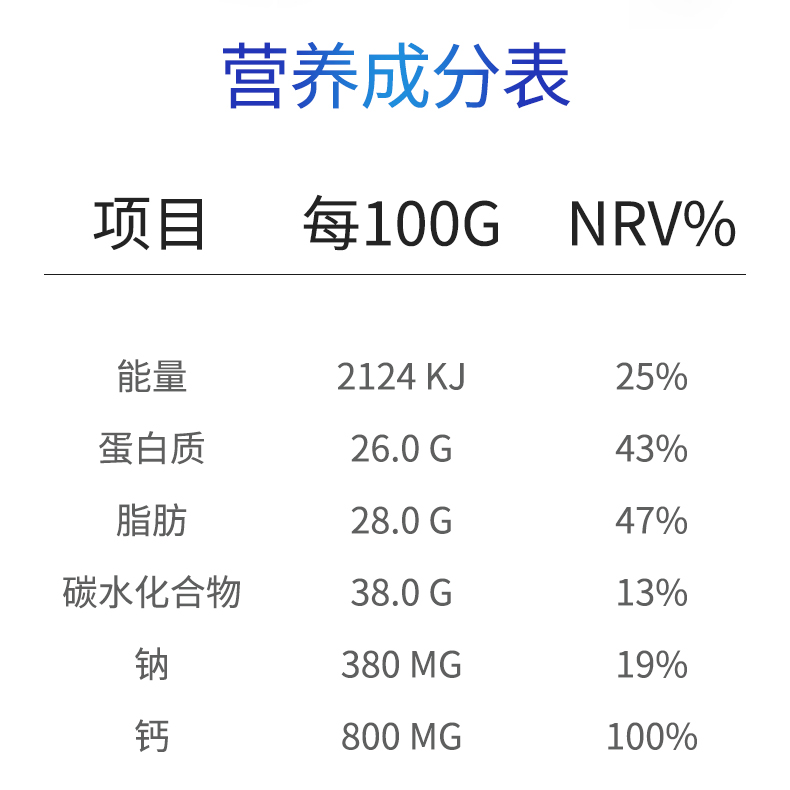 营养成分表
项目 每100G NRV%
能量 2124 KJ 25%
蛋白质 26.0 G 43%
脂肪 28.0 G 47%
碳水化合物 38.0 G 13%
钠 380 MG 19%
钙 800 MG 100%